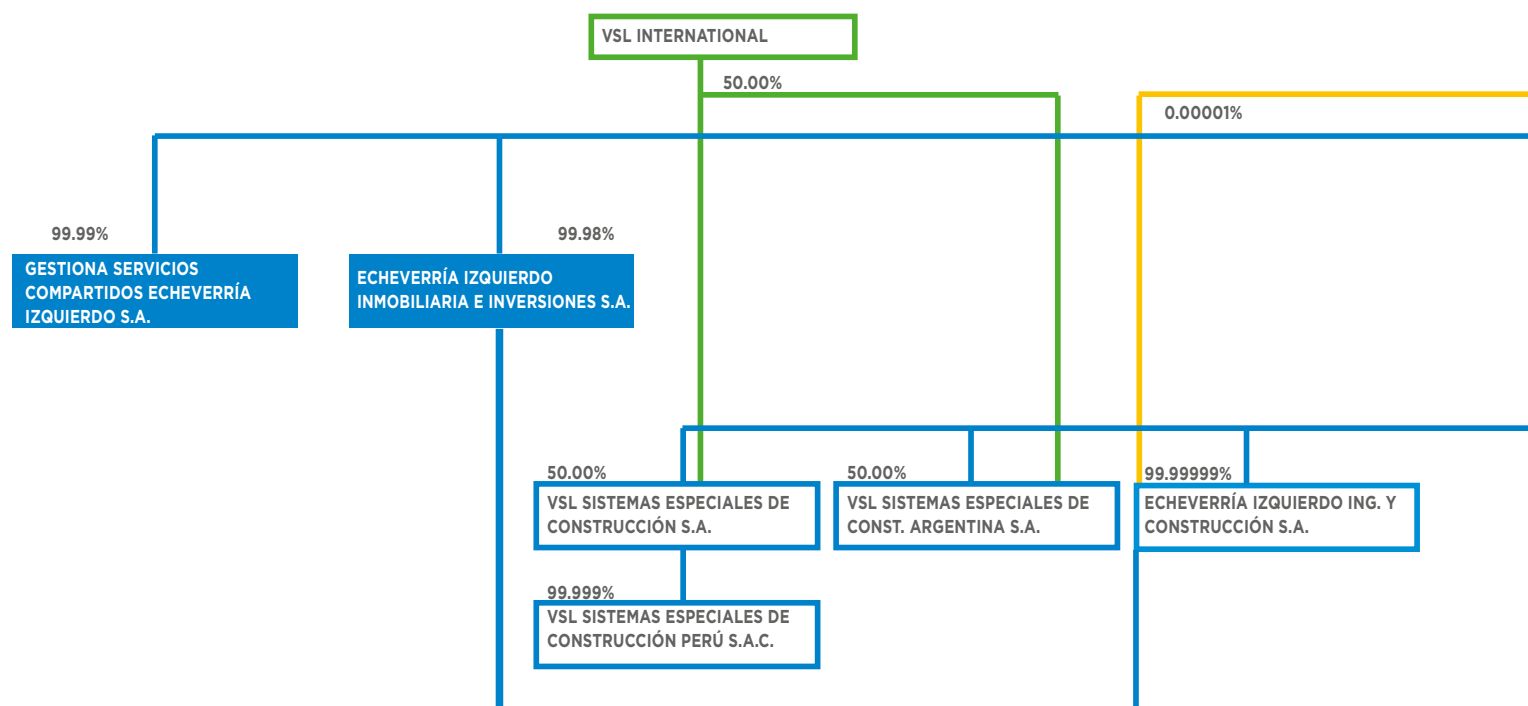 VSL INTERNATIONAL
50.00%
0.00001%
99.99%
GESTIONA SERVICIOS
COMPARTIDOS ECHEVERRÍA
IZQUIERDO S.A.
99.98%
ECHEVERRÍA IZQUIERDO
INMOBILIARIA E INVERSIONES S.A.
50.00%
VSL SISTEMAS ESPECIALES DE
CONSTRUCCIÓN S.A.
50.00%
VSL SISTEMAS ESPECIALES DE
CONST. ARGENTINA S.A.
99.99999%
ECHEVERRÍA IZQUIERDO ING. Y
CONSTRUCCIÓN S.A.
99.999%
VSL SISTEMAS ESPECIALES DE
CONSTRUCCIÓN PERÚ S.A.C.